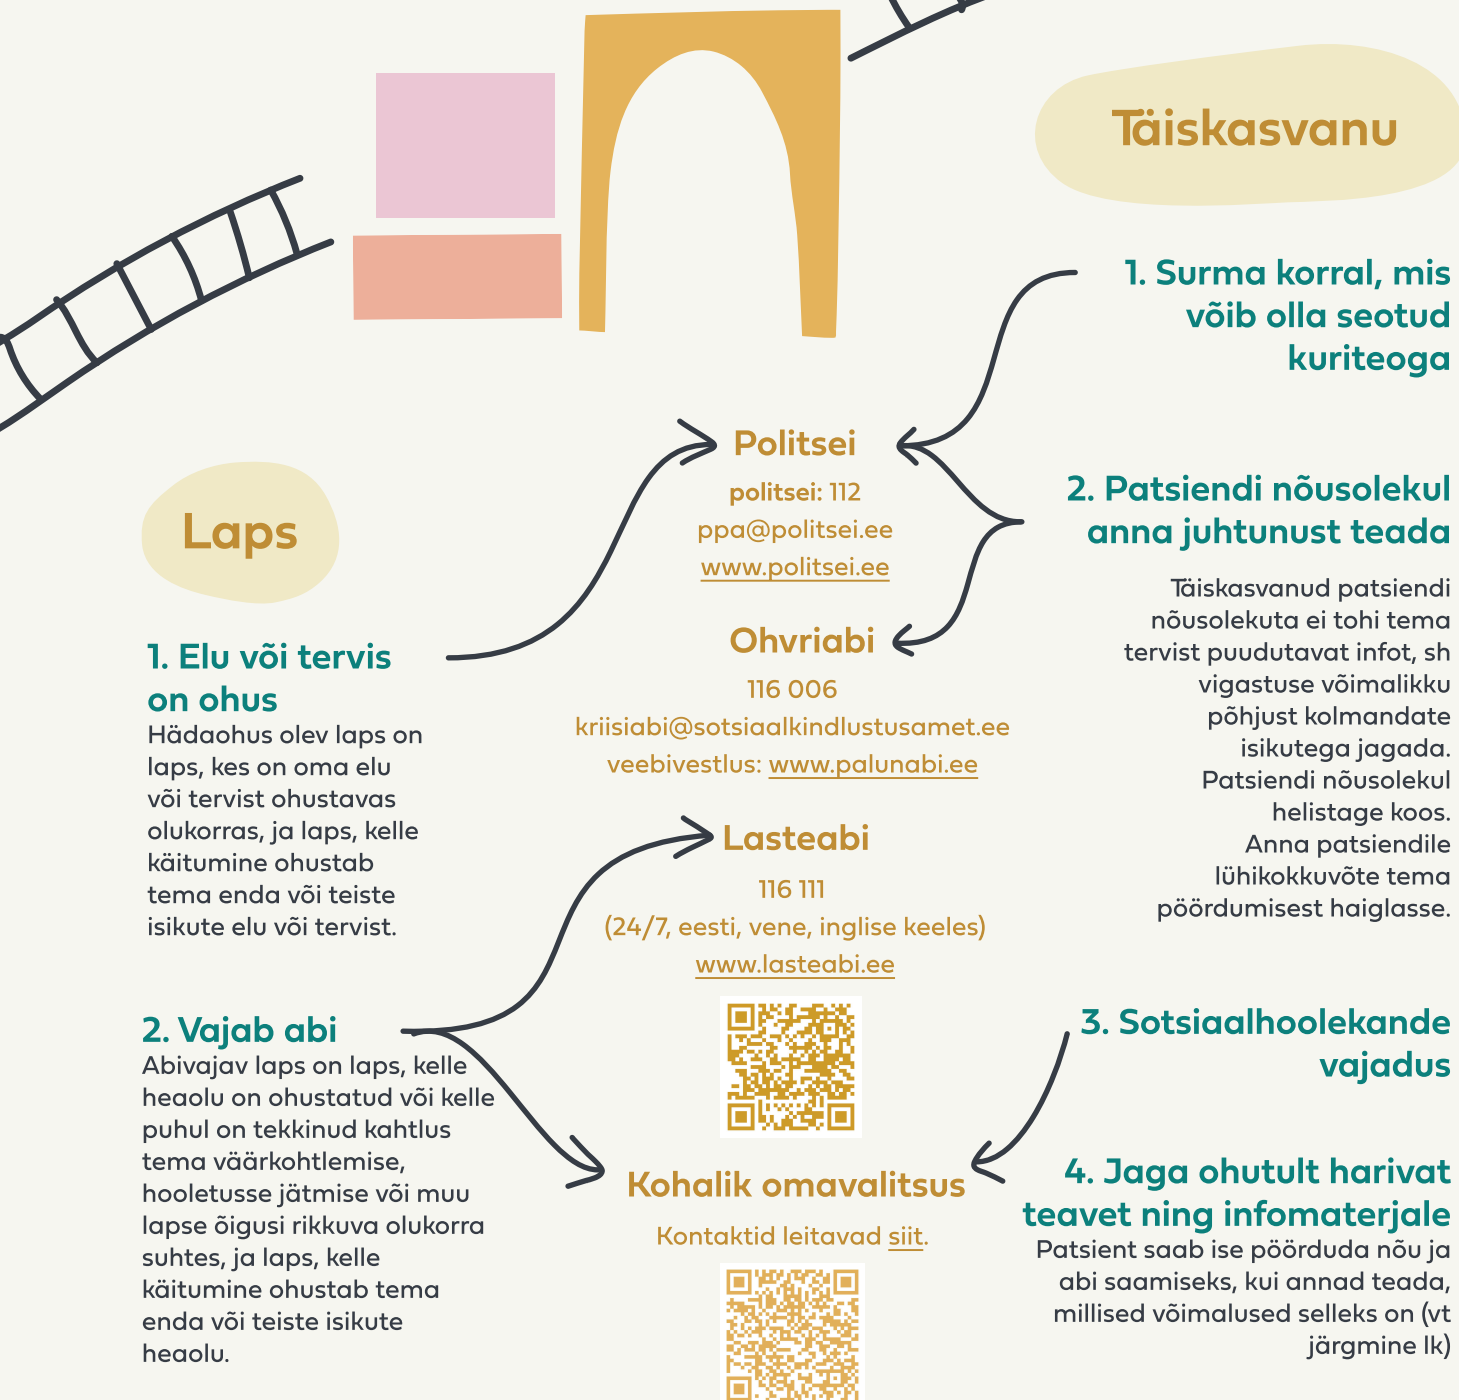 Laps
1. Elu või tervis
on ohus
Hädaohus olev laps on
laps, kes on oma elu
või tervist ohustavas
olukorras, ja laps, kelle
käitumine ohustab
tema enda või teiste
isikute elu või tervist.
2. Vajab abi
Abivajav laps on laps, kelle
heaolu on ohustatud või kelle
puhul on tekkinud kahtlus
tema väärkohtlemise,
hooletusse jätmise või muu
lapse õigusi rikkuva olukorra
suhtes, ja laps, kelle
käitumine ohustab tema
enda või teiste isikute
heaolu.
Politsei
politsei: 112
ppa@politsei.ee
www.politsei.ee
Ohvriabi
116 006
kriisiabi@sotsiaalkindlustusamet.ee
veebivestlus: www.palunabi.ee
Lasteabi
116 111
(24/7, eesti, vene, inglise keeles)
www.lasteabi.ee
Kohalik omavalitsus
Kontaktid leitavad siit.
Täiskasvanu
1. Surma korral, mis
võib olla seotud
kuriteoga
2. Patsiendi nõusolekul
anna juhtunust teada
Täiskasvanud patsiendi
nõusolekuta ei tohi tema
tervist puudutavat infot, sh
vigastuse võimalikku
põhjust kolmandate
isikutega jagada.
Patsiendi nõusolekul
helistage koos.
Anna patsiendile
lühikokkuvõte tema
pöördumisest haiglasse.
3. Sotsiaalhoolekande
vajadus
4. Jaga ohutult harivat
teavet ning infomaterjale
Patsient saab ise pöörduda nõu ja
abi saamiseks, kui annad teada,
millised võimalused selleks on (vt
järgmine lk)